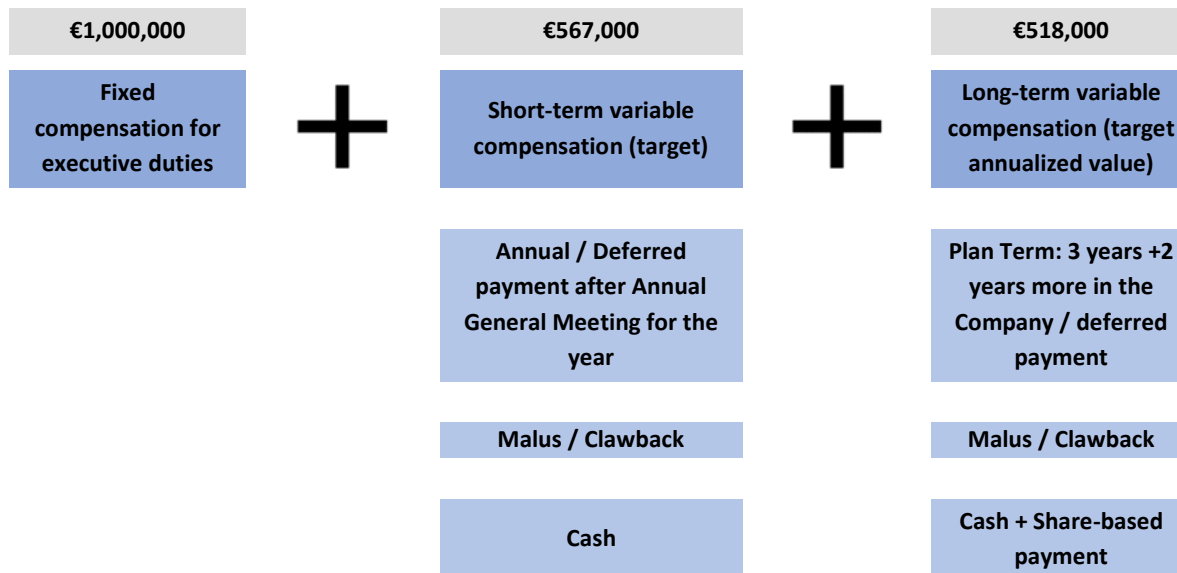 €1,000,000
€567,000
€518,000
Fixed
compensation for
executive duties
Short-term variable
compensation (target)
Long-term variable
compensation (target
annualized value)
Annual / Deferred
payment after Annual
General Meeting for the
year
Plan Term: 3 years +2
years more in the
Company / deferred
payment
Malus / Clawback
Malus / Clawback
Cash
Cash + Share-based
payment